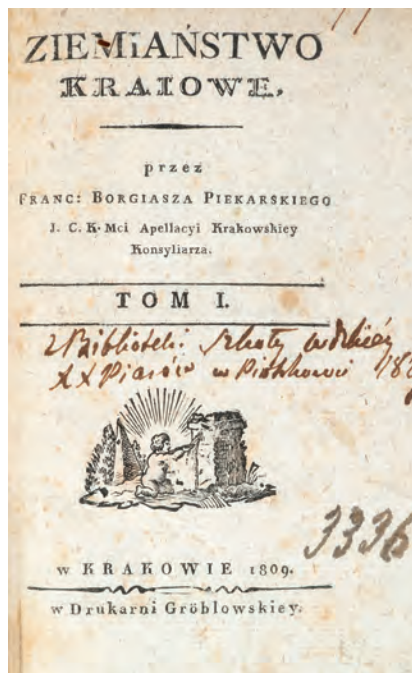 ZIEMIAŃSTWO
KRAIOWE.
przez
FRANC: BORGIASZA PIEKARSKIEGO
J. C. K. Mci Apellacyi Krakowskiey
Konsyliarza.
TOM I.
z Biblioteki Szkoły
XX Piarów w Piotrkowie
3336
w KRAKOWIE 1809.
w Drukarni Gröblowskiey.